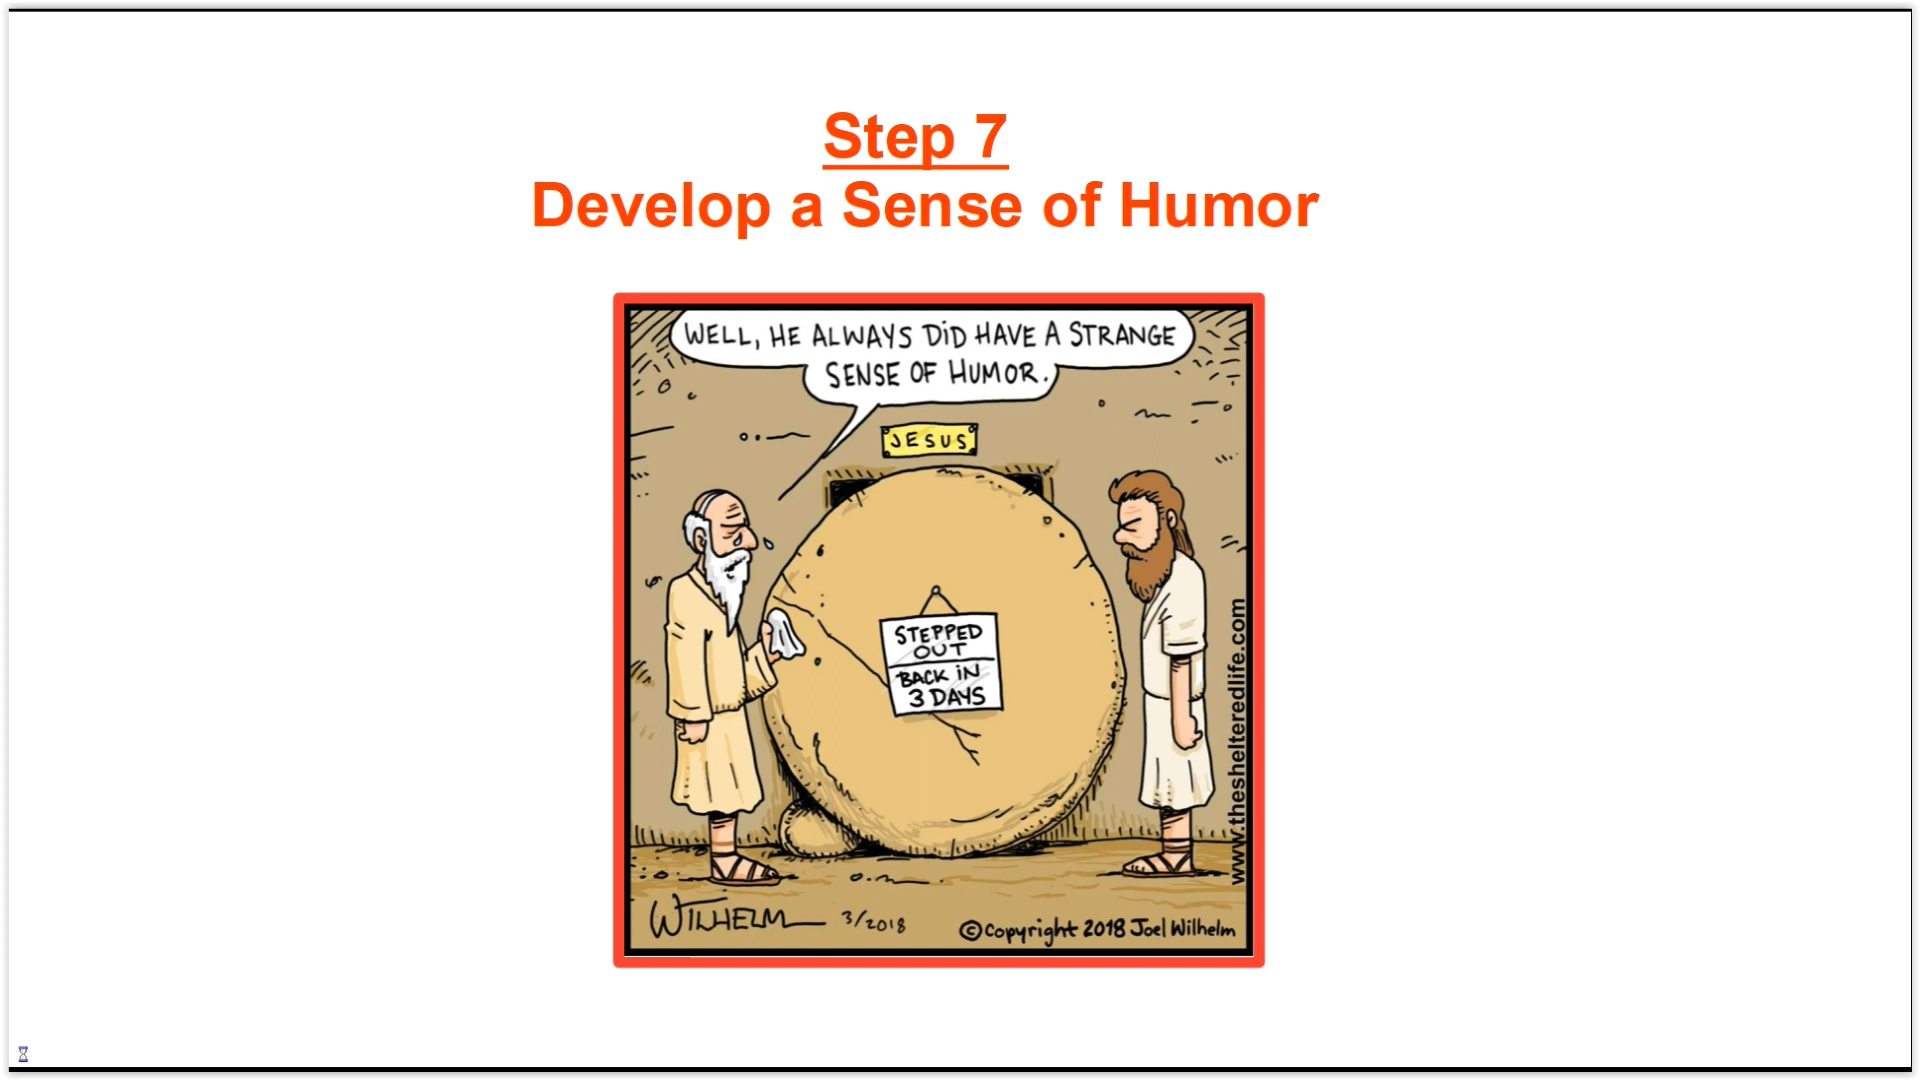 Step 7
Develop a Sense of Humor
WELL, HE ALWAYS DiD HAVE A STRANGE
SENSE OF HUMOR.
JESUS
STEPPED
OUT
BACK iN
3 DAYS
www.theshelteredlife.com
WILHELM 3/2018
©Copyright 2018 Joel Wilhelm